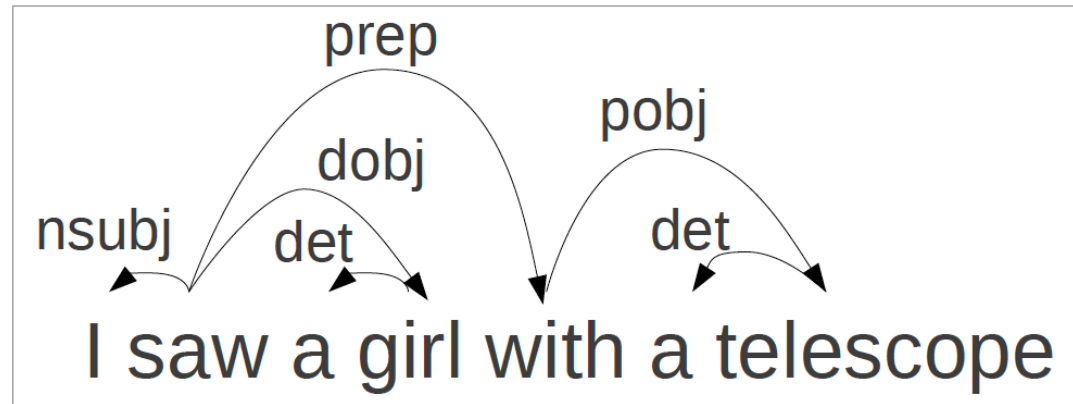 prep
pobj
dobj
nsubj
det
det
I saw a girl with a telescope